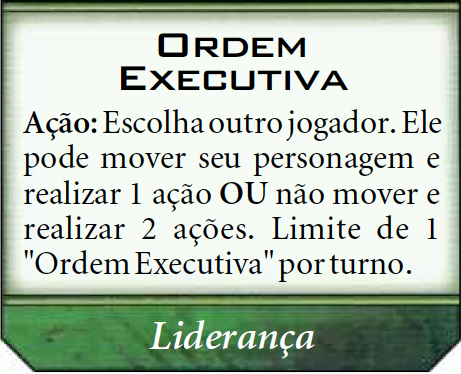 ORDEM
EXECUTIVA
Ação: Escolha outro jogador. Ele
pode mover seu personagem e
realizar 1 ação OU não mover e
realizar 2 ações. Limite de 1
"Ordem Executiva" por turno.
Liderança